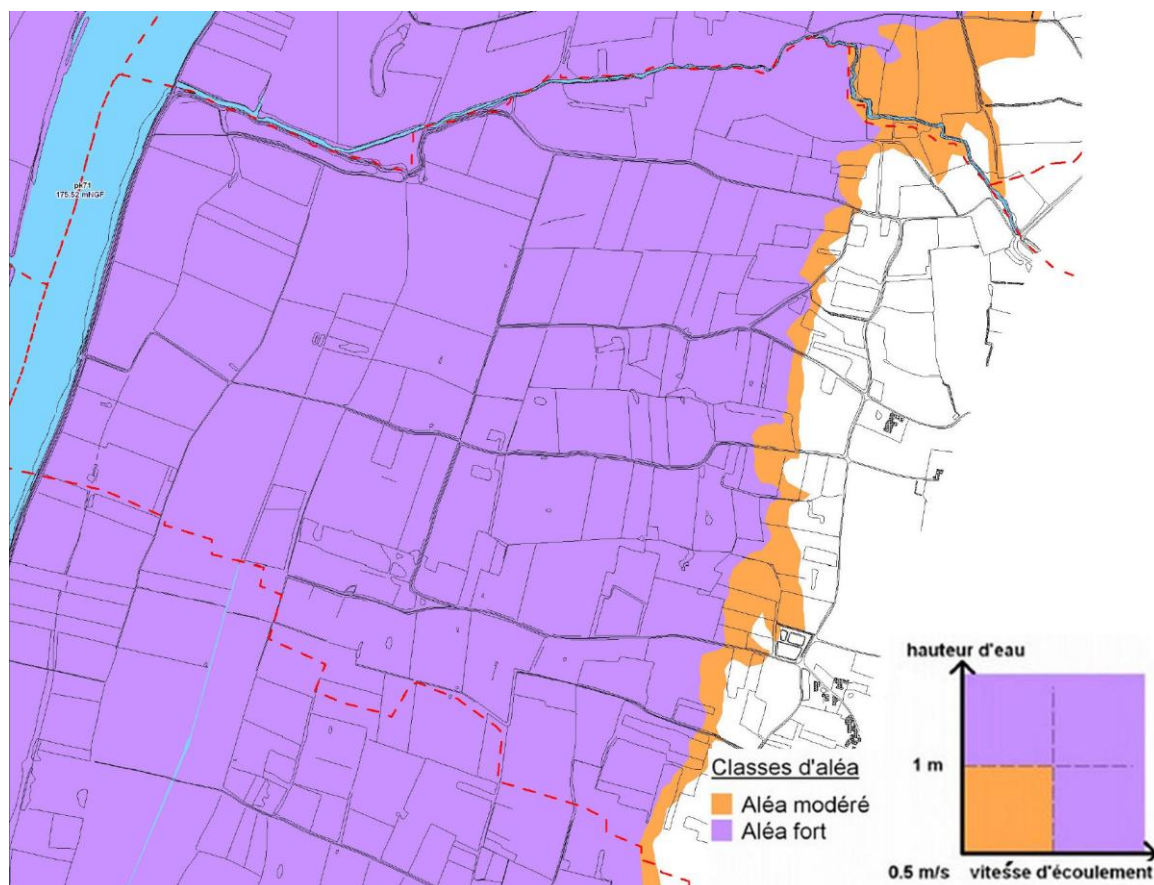 pk71
175.52 mNGF
hauteur d'eau
1 m
0.5 m/s vitesse d'écoulement
Classes d'aléa
Aléa modéré
Aléa fort